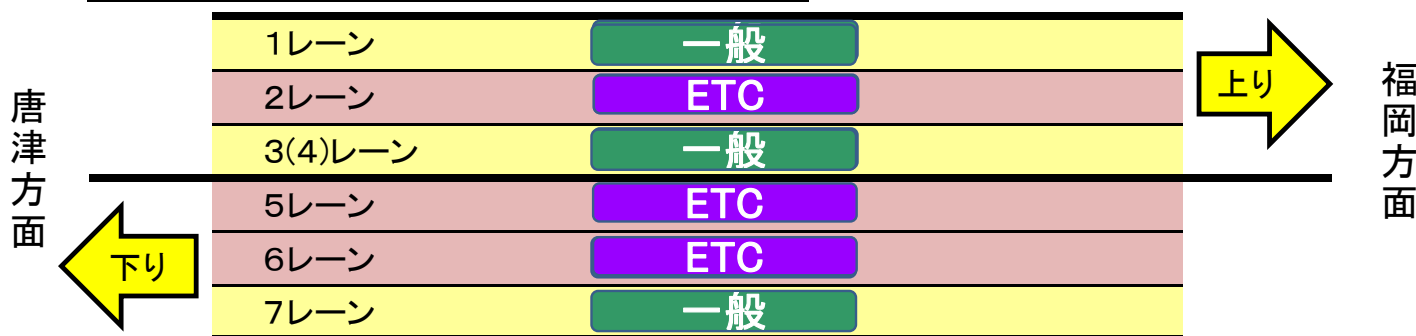 1レーン 一般
2レーン ETC
3(4)レーン 一般
5レーン ETC
6レーン ETC
7レーン 一般
上り
下り
唐津方面
福岡方面